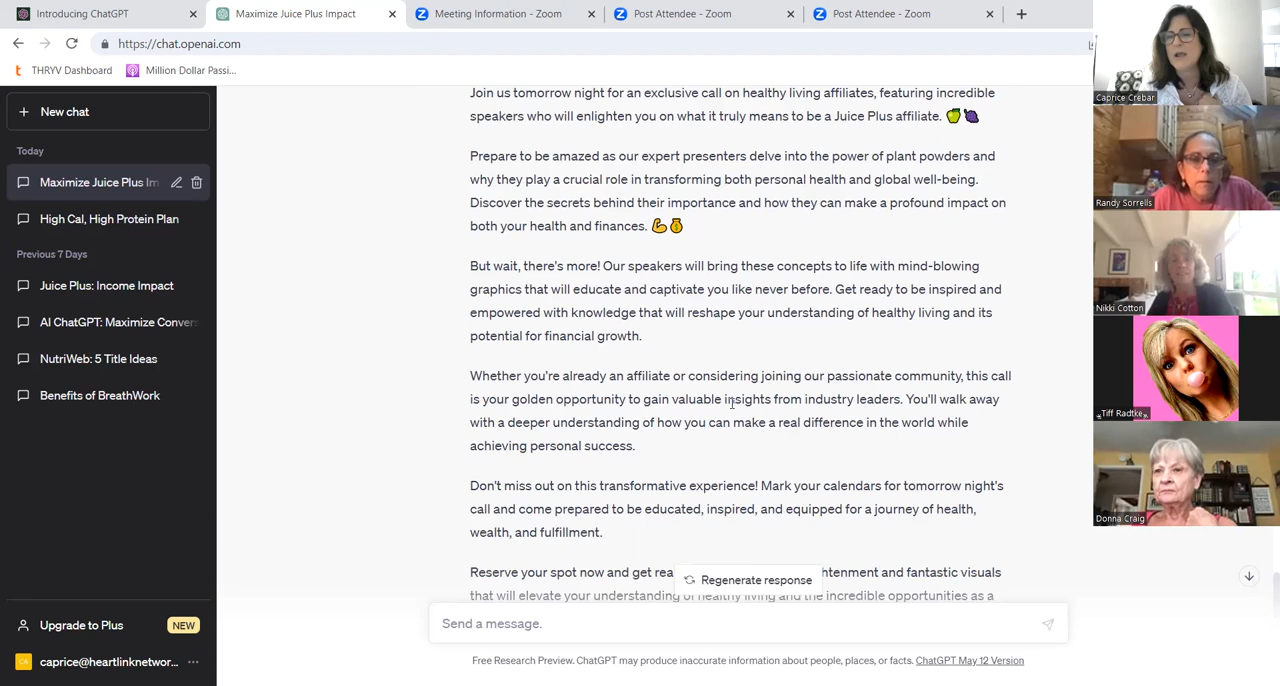 Introducing ChatGPT
Maximize Juice Plus Impact
Meeting Information - Zoom
Post Attendee - Zoom
Post Attendee - Zoom
https://chat.openai.com
THRYV Dashboard
Million Dollar Passi...
New chat
Today
Maximize Juice Plus Im
High Cal, High Protein Plan
Previous 7 Days
Juice Plus: Income Impact
AI ChatGPT: Maximize Convers
NutriWeb: 5 Title Ideas
Benefits of BreathWork
Upgrade to Plus
NEW
CA
caprice@heartlinknetwor...
Join us tomorrow night for an exclusive call on healthy living affiliates, featuring incredible
speakers who will enlighten you on what it truly means to be a Juice Plus affiliate. 🍏🍇
Prepare to be amazed as our expert presenters delve into the power of plant powders and
why they play a crucial role in transforming both personal health and global well-being.
Discover the secrets behind their importance and how they can make a profound impact on
both your health and finances. 💪💰
But wait, there's more! Our speakers will bring these concepts to life with mind-blowing
graphics that will educate and captivate you like never before. Get ready to be inspired and
empowered with knowledge that will reshape your understanding of healthy living and its
potential for financial growth.
Whether you're already an affiliate or considering joining our passionate community, this call
is your golden opportunity to gain valuable insights from industry leaders. You'll walk away
with a deeper understanding of how you can make a real difference in the world while
achieving personal success.
Don't miss out on this transformative experience! Mark your calendars for tomorrow night's
call and come prepared to be educated, inspired, and equipped for a journey of health,
wealth, and fulfillment.
Reserve your spot now and get rea
htenment and fantastic visuals
that will elevate your understanding of healthy living and the incredible opportunities as a
Regenerate response
Send a message.
Free Research Preview. ChatGPT may produce inaccurate information about people, places, or facts. ChatGPT May 12 Version
Caprice Crebar
Randy Sorrells
Nikki Cotton
Tiff Radtke
Donna Craig